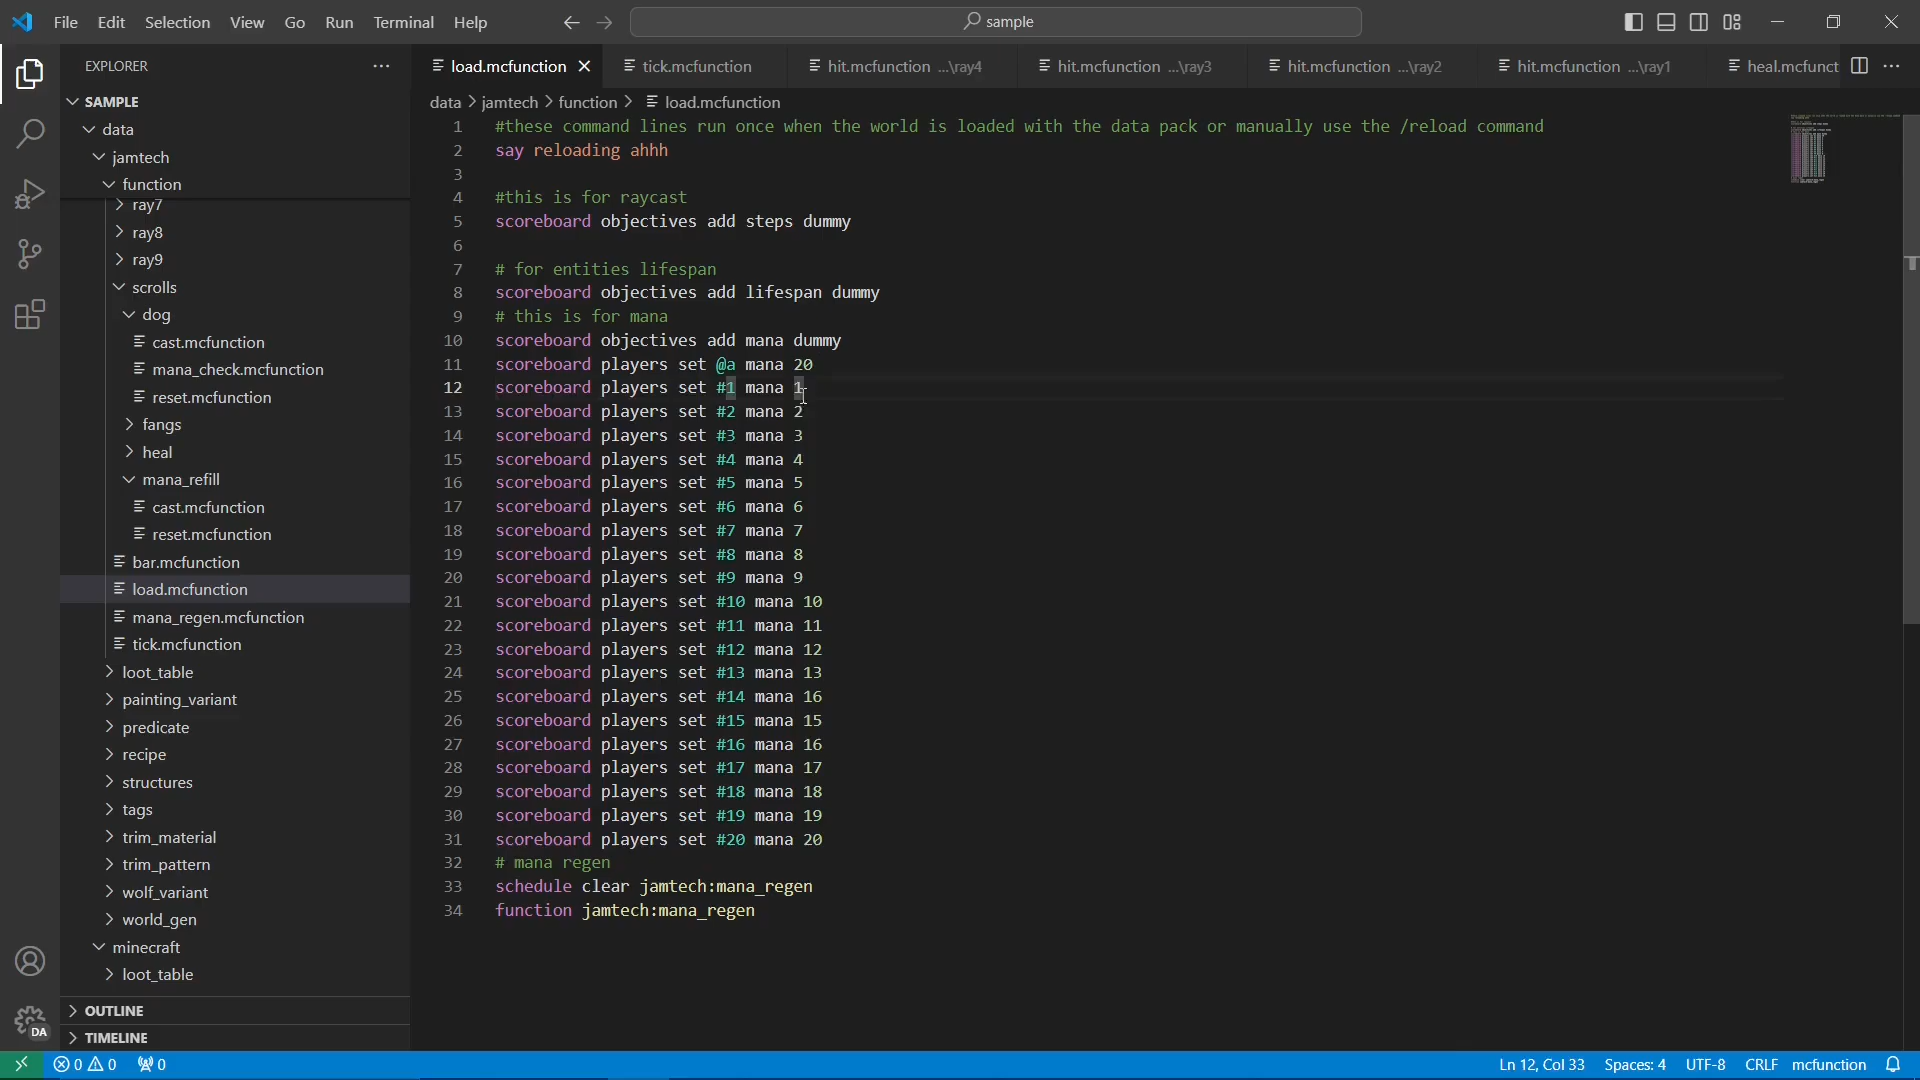 File Edit Selection View Go Run Terminal Help
sample
EXPLORER
load.mcfunction tick.mcfunction hit.mcfunction ...\ray4 hit.mcfunction ...\ray3 hit.mcfunction ...\ray2 hit.mcfunction ...\ray1 heal.mcfunct
SAMPLE
data
jamtech
function
ray7
ray8
ray9
scrolls
dog
cast.mcfunction
mana_check.mcfunction
reset.mcfunction
fangs
heal
mana_refill
cast.mcfunction
reset.mcfunction
bar.mcfunction
load.mcfunction
mana_regen.mcfunction
tick.mcfunction
loot_table
painting_variant
predicate
recipe
structures
tags
trim_material
trim_pattern
wolf_variant
world_gen
minecraft
loot_table
OUTLINE
TIMELINE
data > jamtech > function > load.mcfunction
1 #these command lines run once when the world is loaded with the data pack or manually use the /reload command
2 say reloading ahhh
3
4 #this is for raycast
5 scoreboard objectives add steps dummy
6
7 # for entities lifespan
8 scoreboard objectives add lifespan dummy
9 # this is for mana
10 scoreboard objectives add mana dummy
11 scoreboard players set @a mana 20
12 scoreboard players set #1 mana 1
13 scoreboard players set #2 mana 2
14 scoreboard players set #3 mana 3
15 scoreboard players set #4 mana 4
16 scoreboard players set #5 mana 5
17 scoreboard players set #6 mana 6
18 scoreboard players set #7 mana 7
19 scoreboard players set #8 mana 8
20 scoreboard players set #9 mana 9
21 scoreboard players set #10 mana 10
22 scoreboard players set #11 mana 11
23 scoreboard players set #12 mana 12
24 scoreboard players set #13 mana 13
25 scoreboard players set #14 mana 16
26 scoreboard players set #15 mana 15
27 scoreboard players set #16 mana 16
28 scoreboard players set #17 mana 17
29 scoreboard players set #18 mana 18
30 scoreboard players set #19 mana 19
31 scoreboard players set #20 mana 20
32 # mana regen
33 schedule clear jamtech:mana_regen
34 function jamtech:mana_regen
DA
0 0 0 Ln 12, Col 33 Spaces: 4 UTF-8 CRLF mcfunction